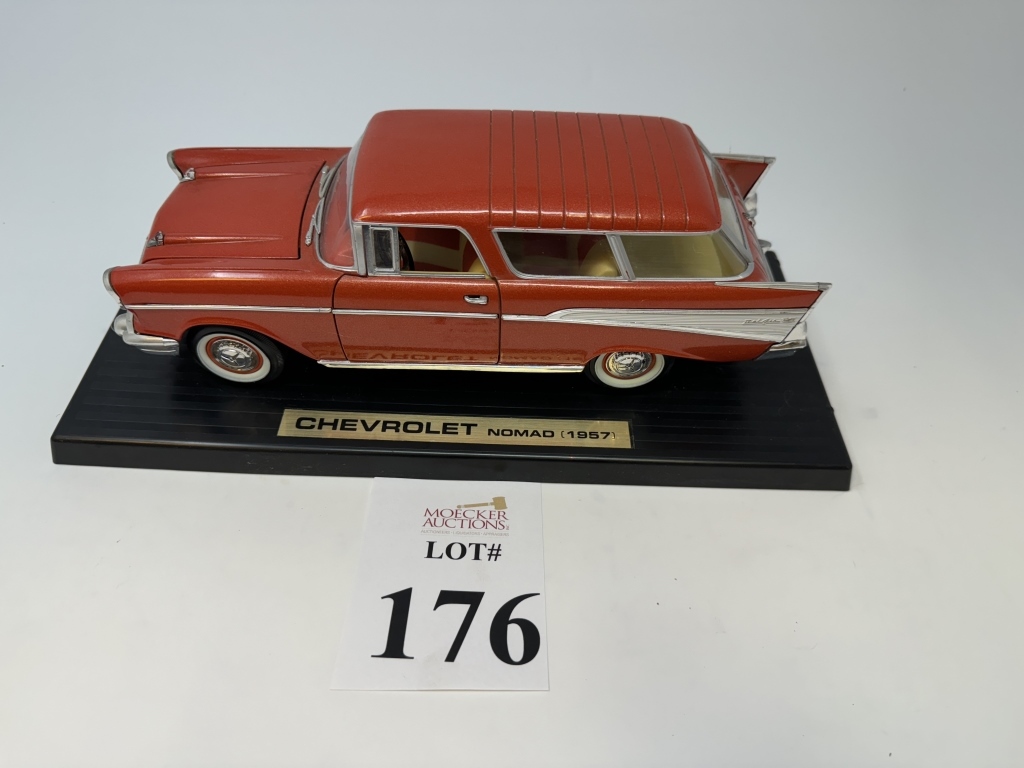 CHEVROLET NOMAD (1957)
MOECKER
AUCTIONS
LOT#
176